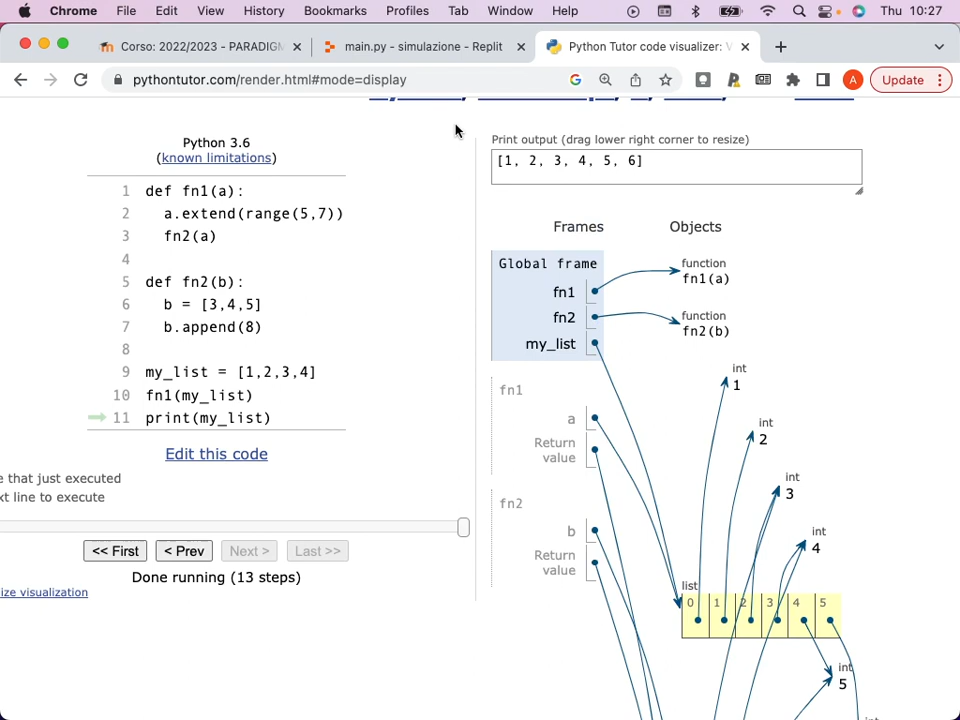 Chrome File Edit View History Bookmarks Profiles Tab Window Help Thu 10:27
Corso: 2022/2023 - PARADIGM
main.py - simulazione - Replit
Python Tutor code visualizer: V
pythontutor.com/render.html#mode=display
A
Update
Python 3.6
(known limitations)
1 def fn1(a):
2 a.extend(range(5,7))
3 fn2(a)
4
5 def fn2(b):
6 b = [3,4,5]
7 b.append(8)
8
9 my_list = [1,2,3,4]
10 fn1(my_list)
11 print(my_list)
Edit this code
e that just executed
xt line to execute
<< First
< Prev
Next >
Last >>
Done running (13 steps)
ize visualization
Print output (drag lower right corner to resize)
[1, 2, 3, 4, 5, 6]
Frames
Objects
Global frame
fn1
fn2
my_list
function
fn1(a)
function
fn2(b)
fn1
a
Return
value
fn2
b
Return
value
int
1
int
2
int
3
int
4
list
0 1 2 3 4 5
int
5